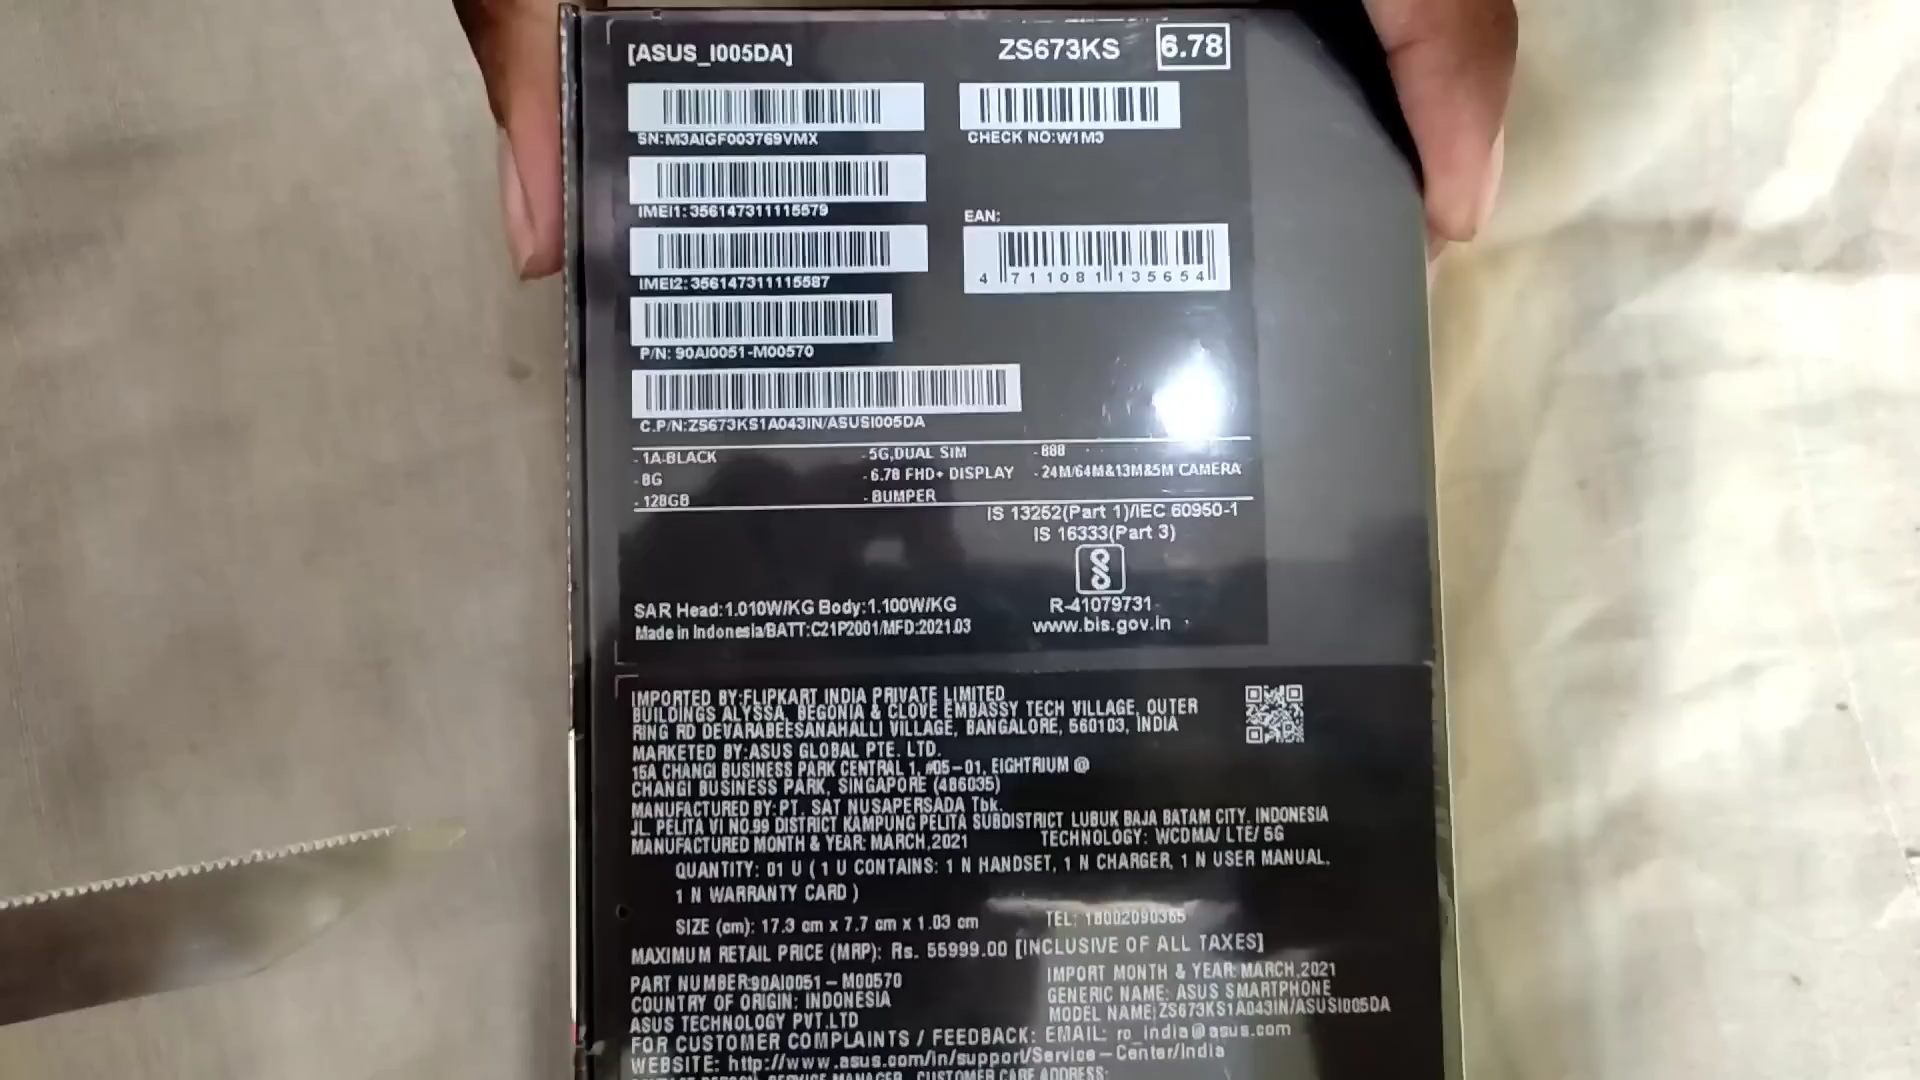 [ASUS_I005DA]
ZS673KS 6.78
SN:M3AIGF003769VMX
CHECK NO:W1M3
IMEI1: 356147311115579
EAN:
4 711081 135654
IMEI2: 356147311115587
P/N: 90AI0051-M00570
C.P/N:ZS673KS1A043IN/ASUSI005DA
- 1A:BLACK
- 8G
- 128GB
- 5G,DUAL SIM
- 6.78 FHD+ DISPLAY
- BUMPER
- 888
- 24M/64M&13M&5M CAMERA
IS 13252(Part 1)/IEC 60950-1
IS 16333(Part 3)
R-41079731
www.bis.gov.in
SAR Head:1.010W/KG Body:1.100W/KG
Made in Indonesia/BATT:C21P2001/MFD:2021.03
IMPORTED BY:FLIPKART INDIA PRIVATE LIMITED
BUILDINGS ALYSSA, BEGONIA & CLOVE EMBASSY TECH VILLAGE, OUTER
RING RD DEVARABEESANAHALLI VILLAGE, BANGALORE, 560103, INDIA
MARKETED BY:ASUS GLOBAL PTE. LTD.
15A CHANGI BUSINESS PARK CENTRAL 1, #05-01, EIGHTRIUM @
CHANGI BUSINESS PARK, SINGAPORE (486035)
MANUFACTURED BY: PT. SAT NUSAPERSADA Tbk.
JL. PELITA VI NO.99 DISTRICT KAMPUNG PELITA SUBDISTRICT LUBUK BAJA BATAM CITY, INDONESIA
MANUFACTURED MONTH & YEAR: MARCH,2021 TECHNOLOGY: WCDMA/ LTE/ 5G
QUANTITY: 01 U ( 1 U CONTAINS: 1 N HANDSET, 1 N CHARGER, 1 N USER MANUAL,
1 N WARRANTY CARD )
SIZE (cm): 17.3 cm x 7.7 cm x 1.03 cm TEL: 18002090365
MAXIMUM RETAIL PRICE (MRP): Rs. 55999.00 [INCLUSIVE OF ALL TAXES]
PART NUMBER:90AI0051-M00570
COUNTRY OF ORIGIN: INDONESIA
ASUS TECHNOLOGY PVT.LTD
IMPORT MONTH & YEAR: MARCH,2021
GENERIC NAME: ASUS SMARTPHONE
MODEL NAME:ZS673KS1A043IN/ASUSI005DA
FOR CUSTOMER COMPLAINTS / FEEDBACK: EMAIL: ro_india@asus.com
WEBSITE: http://www.asus.com/in/support/Service-Center/India
CUSTOMER CARE ADDRESS: